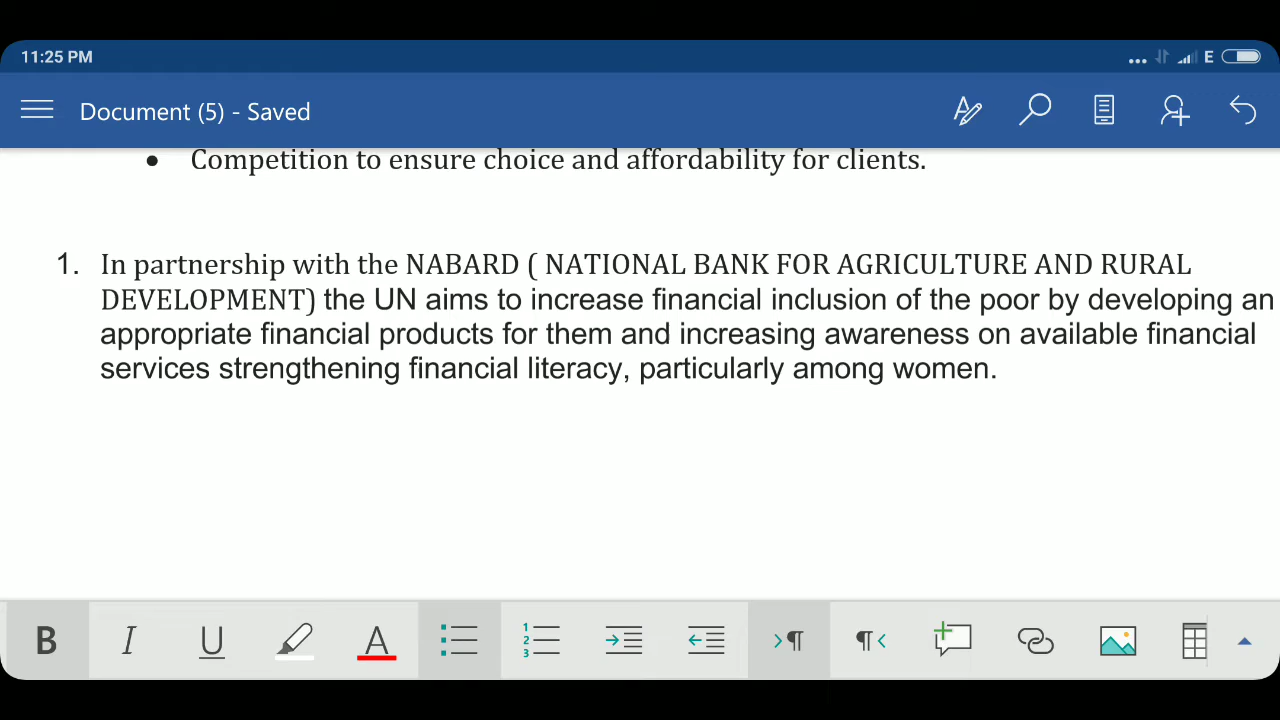 11:25 PM
... E
Document (5) - Saved
• Competition to ensure choice and affordability for clients.
1. In partnership with the NABARD ( NATIONAL BANK FOR AGRICULTURE AND RURAL
DEVELOPMENT) the UN aims to increase financial inclusion of the poor by developing an
appropriate financial products for them and increasing awareness on available financial
services strengthening financial literacy, particularly among women.
B I U A 1 2 3 >¶ ¶<